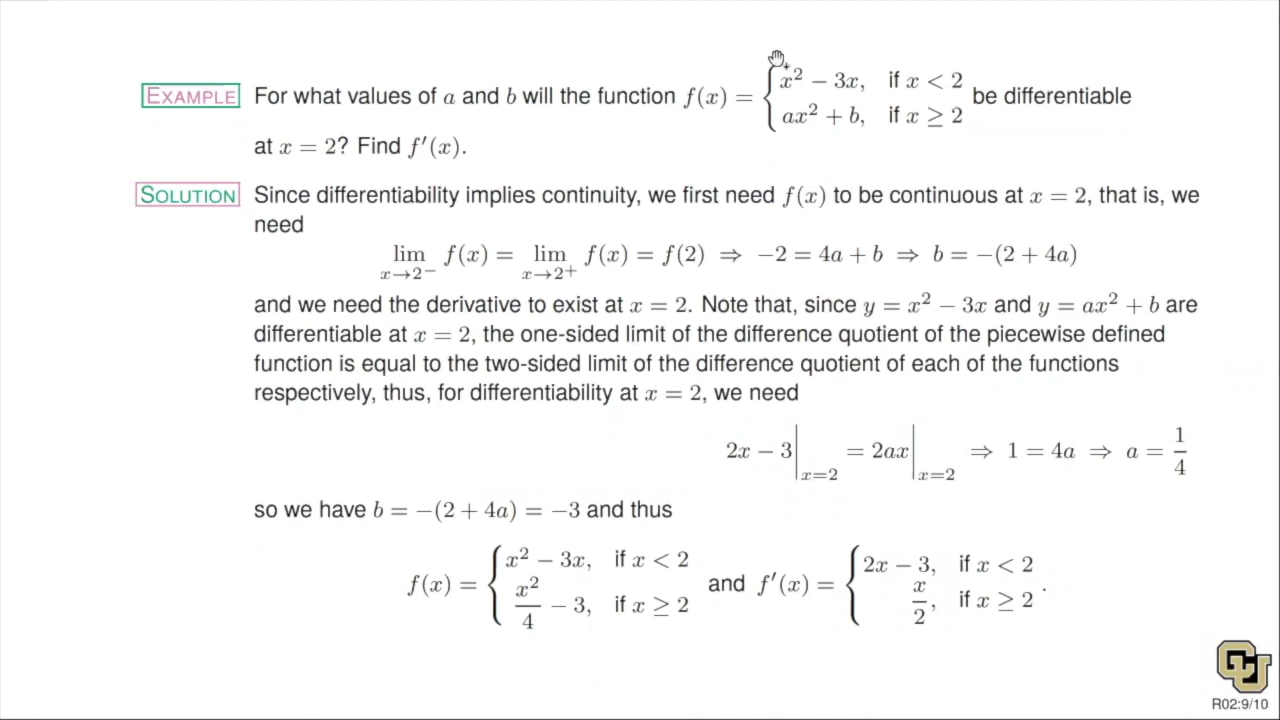 EXAMPLE For what values of a and b will the function f(x) = { x² − 3x, if x < 2
ax² + b, if x ≥ 2 be differentiable
at x = 2? Find f′(x).
SOLUTION Since differentiability implies continuity, we first need f(x) to be continuous at x = 2, that is, we
need
lim x→2⁻ f(x) = lim x→2⁺ f(x) = f(2) ⇒ −2 = 4a + b ⇒ b = −(2 + 4a)
and we need the derivative to exist at x = 2. Note that, since y = x² − 3x and y = ax² + b are
differentiable at x = 2, the one-sided limit of the difference quotient of the piecewise defined
function is equal to the two-sided limit of the difference quotient of each of the functions
respectively, thus, for differentiability at x = 2, we need
2x − 3|x=2 = 2ax|x=2 ⇒ 1 = 4a ⇒ a = 1/4
so we have b = −(2 + 4a) = −3 and thus
f(x) = { x² − 3x, if x < 2
x²/4 − 3, if x ≥ 2 and f′(x) = { 2x − 3, if x < 2
x/2, if x ≥ 2 .
CU
R02:9/10